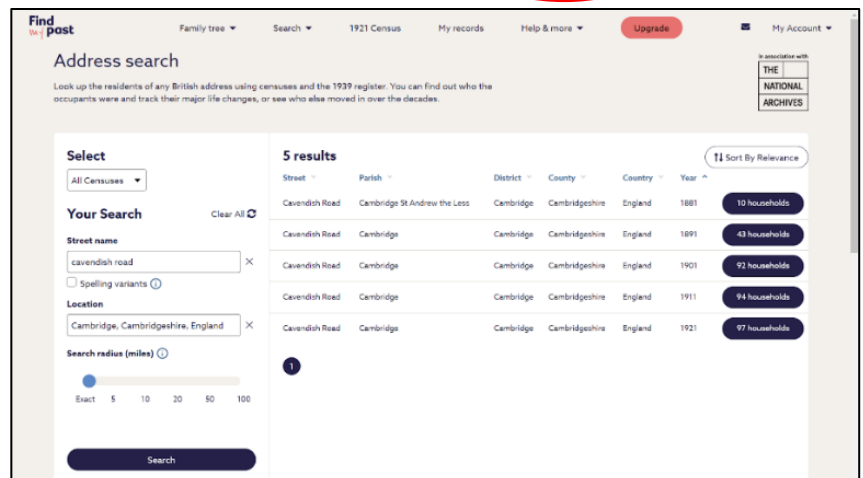 Find
my past
Family tree
Search
1921 Census
My records
Help & more
Upgrade
My Account
Address search
in association with
THE
NATIONAL
ARCHIVES
Look up the residents of any British address using censuses and the 1939 register. You can find out who the
occupants were and track their major life changes, or see who else moved in over the decades.
Select
All Censuses
Your Search
Clear All
Street name
cavendish road
Spelling variants
Location
Cambridge, Cambridgeshire, England
Search radius (miles)
Exact 5 10 20 50 100
Search
5 results
Sort By Relevance
Street Parish District County Country Year
Cavendish Road Cambridge St Andrew the Less Cambridge Cambridgeshire England 1881 10 households
Cavendish Road Cambridge Cambridge Cambridgeshire England 1891 43 households
Cavendish Road Cambridge Cambridge Cambridgeshire England 1901 92 households
Cavendish Road Cambridge Cambridge Cambridgeshire England 1911 94 households
Cavendish Road Cambridge Cambridge Cambridgeshire England 1921 97 households
1